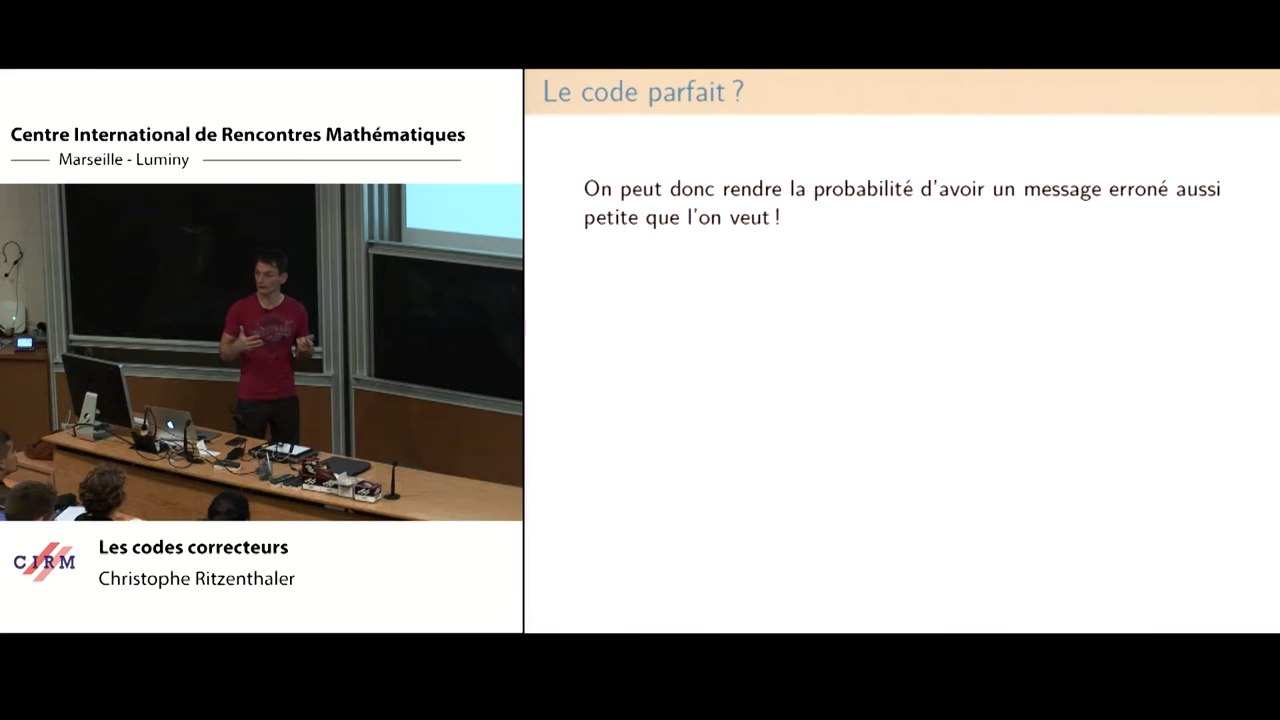 Centre International de Rencontres Mathématiques
Marseille - Luminy
CIRM
Les codes correcteurs
Christophe Ritzenthaler
Le code parfait ?
On peut donc rendre la probabilité d'avoir un message erroné aussi
petite que l'on veut !